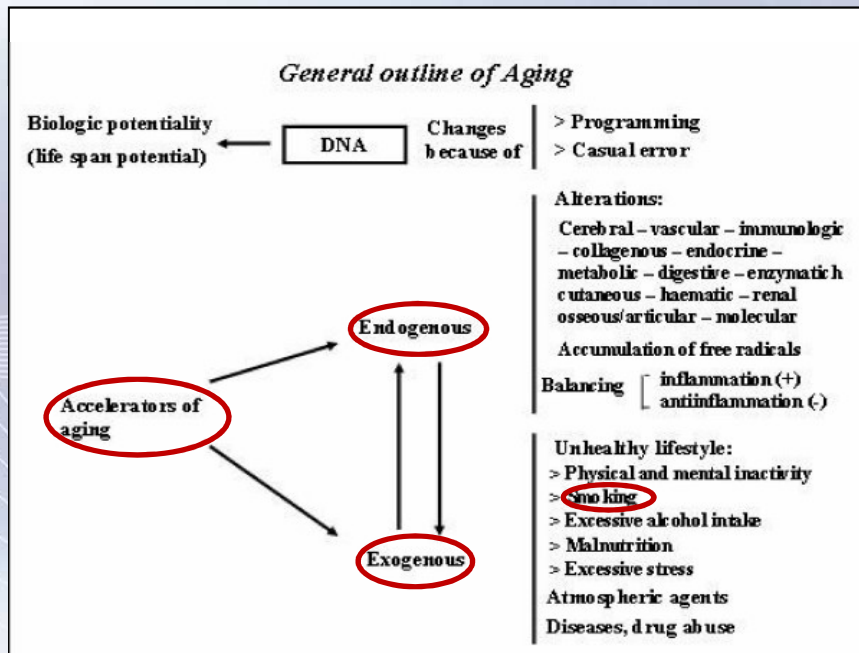 General outline of Aging
Biologic potentiality
(life span potential)
DNA
Changes
because of
> Programming
> Casual error
Alterations:
Cerebral – vascular – immunologic
– collagenous – endocrine –
metabolic – digestive – enzymatich
cutaneous – haematic – renal
osseous/articular – molecular
Accumulation of free radicals
Balancing
inflammation (+)
antiinflammation (-)
Endogenous
Accelerators of
aging
Exogenous
Unhealthy lifestyle:
> Physical and mental inactivity
> Smoking
> Excessive alcohol intake
> Malnutrition
> Excessive stress
Atmospheric agents
Diseases, drug abuse